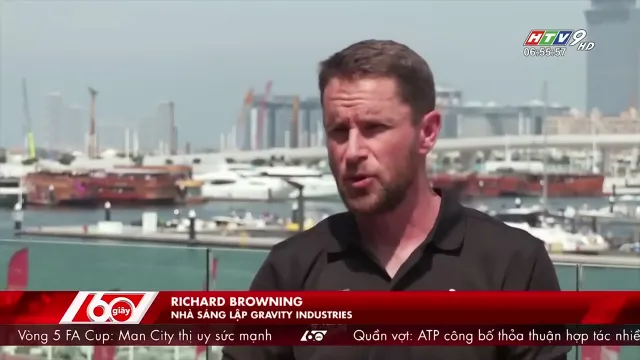 HTV9 HD
06:55:57
60 giây
RICHARD BROWNING
NHÀ SÁNG LẬP GRAVITY INDUSTRIES
Vòng 5 FA Cup: Man City thị uy sức mạnh
Quần vợt: ATP công bố thỏa thuận hợp tác nhiề